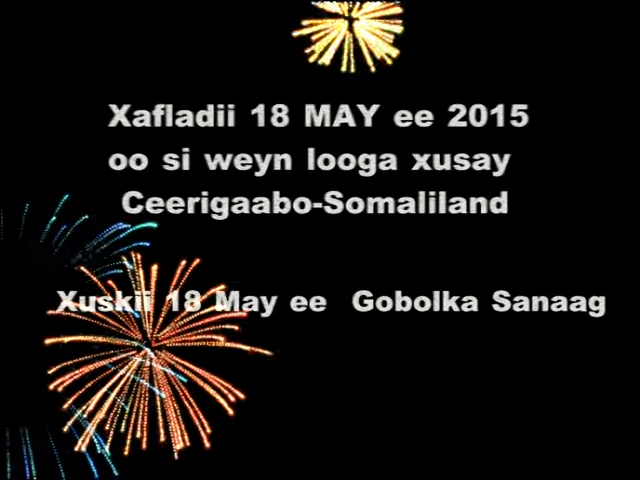 Xafladii 18 MAY ee 2015
oo si weyn looga xusay
Ceerigaabo-Somaliland
Xuskii 18 May ee Gobolka Sanaag